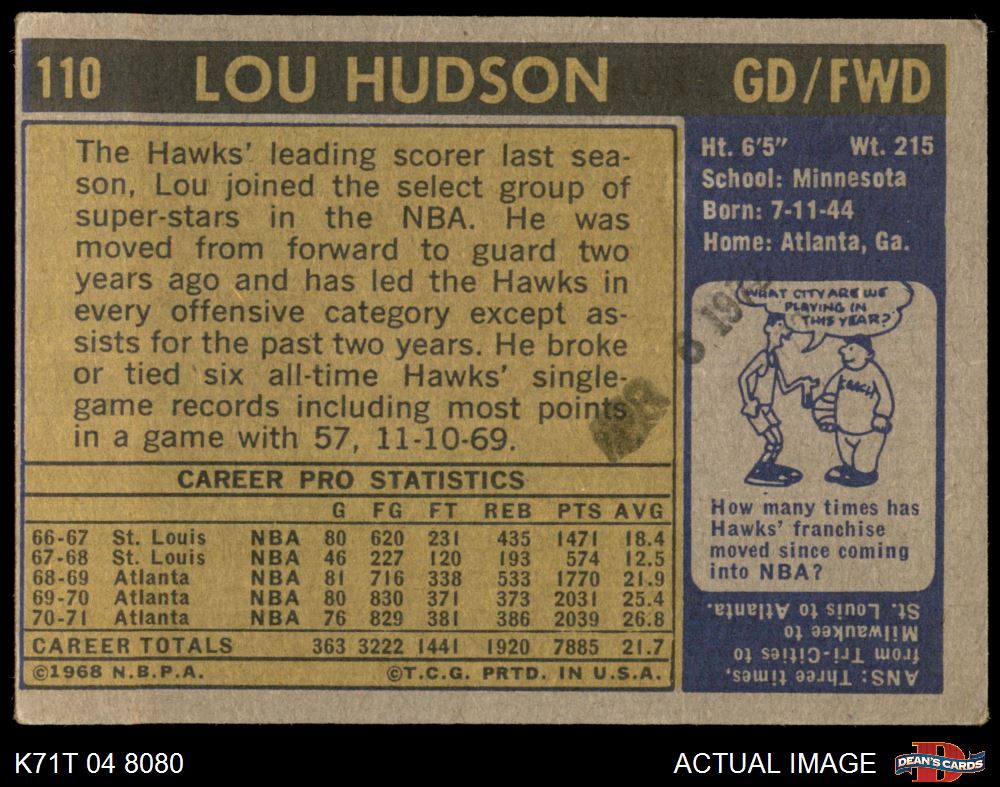 110 LOU HUDSON GD/FWD
The Hawks' leading scorer last sea-
son, Lou joined the select group of
super-stars in the NBA. He was
moved from forward to guard two
years ago and has led the Hawks in
every offensive category except as-
sists for the past two years. He broke
or tied six all-time Hawks' single-
game records including most points
in a game with 57, 11-10-69.
Ht. 6'5" Wt. 215
School: Minnesota
Born: 7-11-44
Home: Atlanta, Ga.
WHAT CITY ARE WE
PLAYING IN
THIS YEAR?
COACH
How many times has
Hawks' franchise
moved since coming
into NBA?
ANS: Three times,
from Tri-Cities to
Milwaukee to
St. Louis to Atlanta.
CAREER PRO STATISTICS
G FG FT REB PTS AVG
66-67 St. Louis NBA 80 620 231 435 1471 18.4
67-68 St. Louis NBA 46 227 120 193 574 12.5
68-69 Atlanta NBA 81 716 338 533 1770 21.9
69-70 Atlanta NBA 80 830 371 373 2031 25.4
70-71 Atlanta NBA 76 829 381 386 2039 26.8
CAREER TOTALS 363 3222 1441 1920 7885 21.7
©1968 N.B.P.A. ©T.C.G. PRTD. IN U.S.A.
K71T 04 8080 ACTUAL IMAGE DEAN'S CARDS